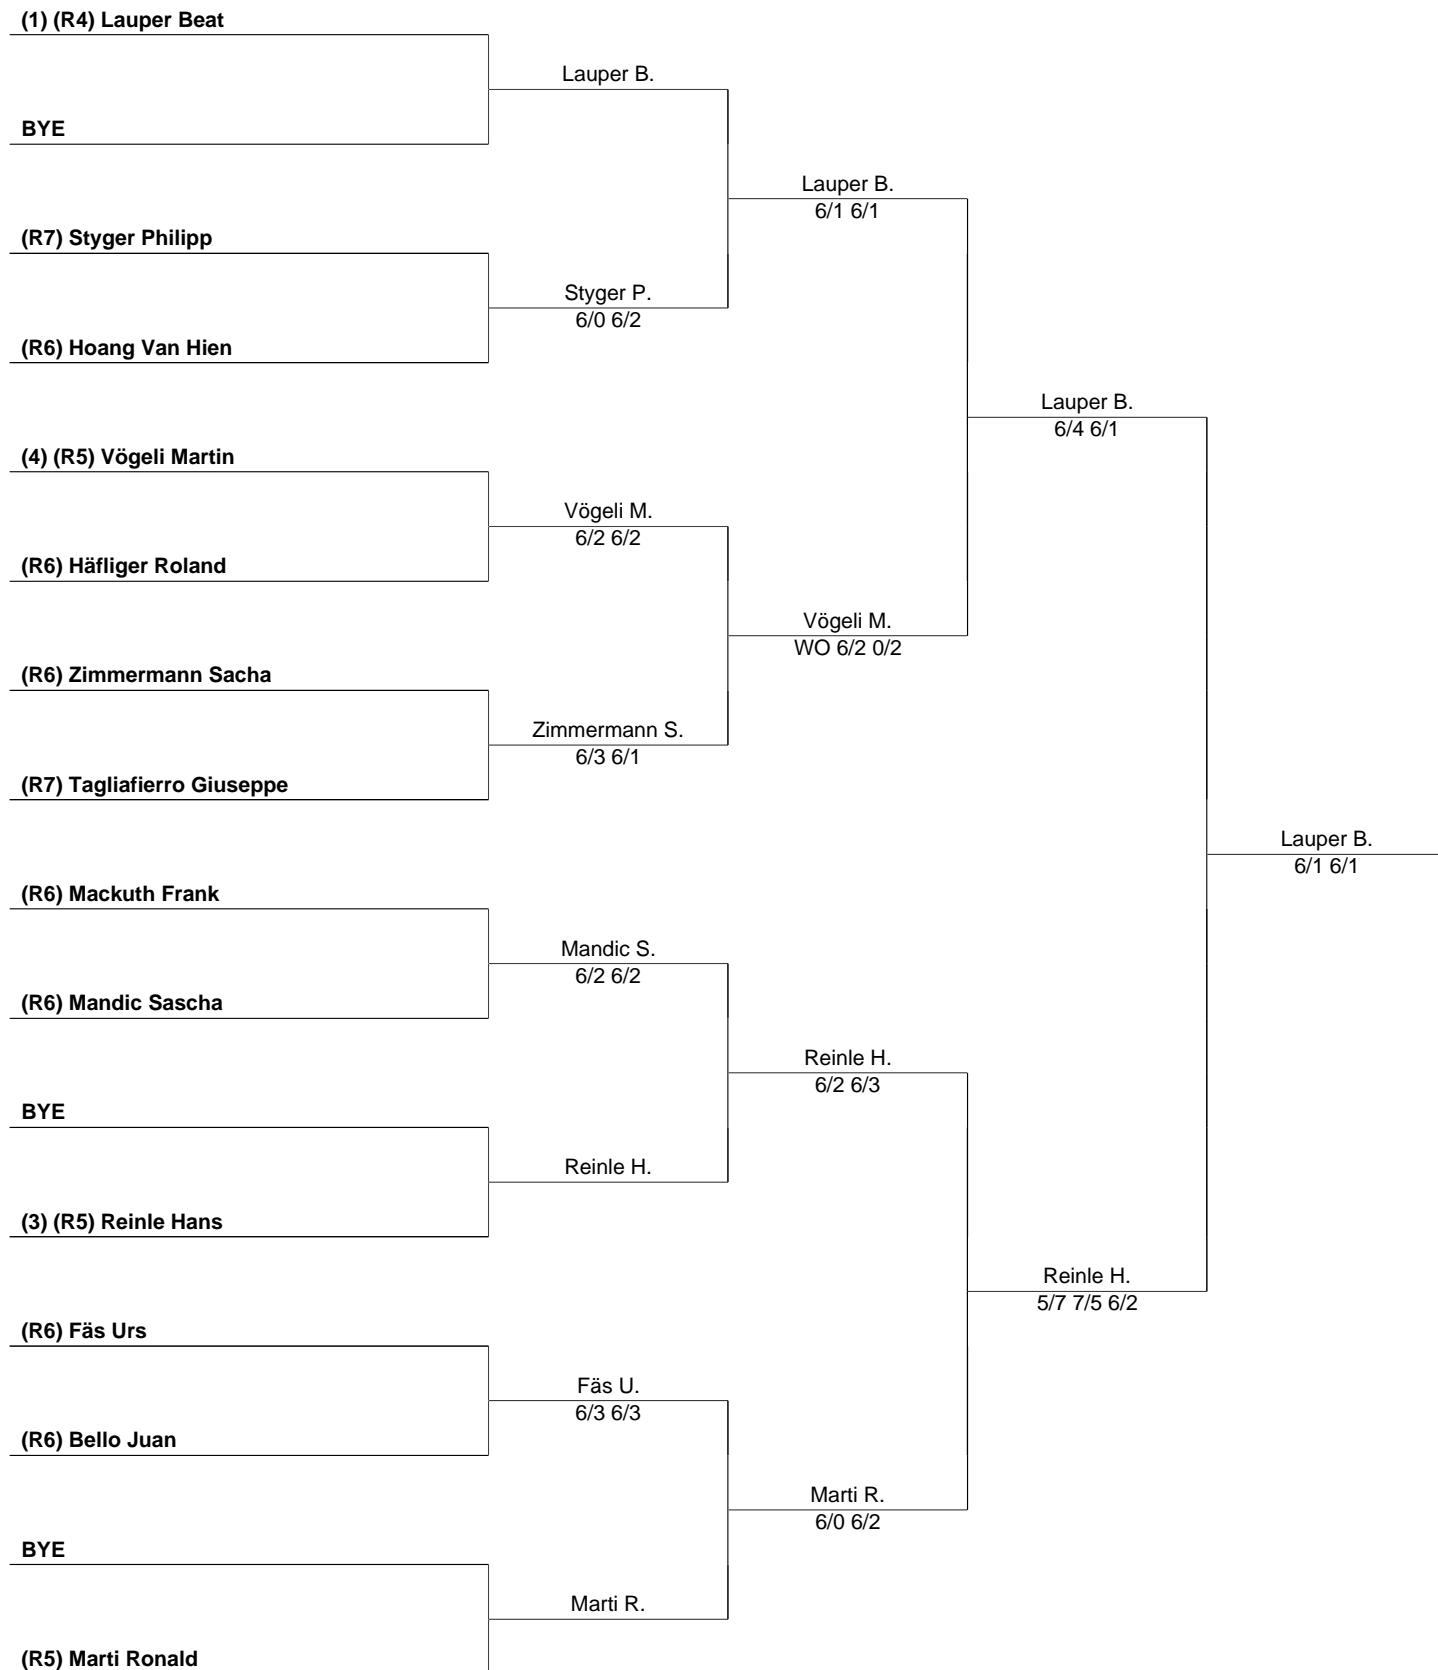 (1) (R4) Lauper Beat
Lauper B.
BYE
Lauper B.
6/1 6/1
(R7) Styger Philipp
Styger P.
6/0 6/2
(R6) Hoang Van Hien
Lauper B.
6/4 6/1
(4) (R5) Vögeli Martin
Vögeli M.
6/2 6/2
(R6) Häfliger Roland
Vögeli M.
WO 6/2 0/2
(R6) Zimmermann Sacha
Zimmermann S.
6/3 6/1
(R7) Tagliafierro Giuseppe
Lauper B.
6/1 6/1
(R6) Mackuth Frank
Mandic S.
6/2 6/2
(R6) Mandic Sascha
Reinle H.
6/2 6/3
BYE
Reinle H.
(3) (R5) Reinle Hans
Reinle H.
5/7 7/5 6/2
(R6) Fäs Urs
Fäs U.
6/3 6/3
(R6) Bello Juan
Marti R.
6/0 6/2
BYE
Marti R.
(R5) Marti Ronald